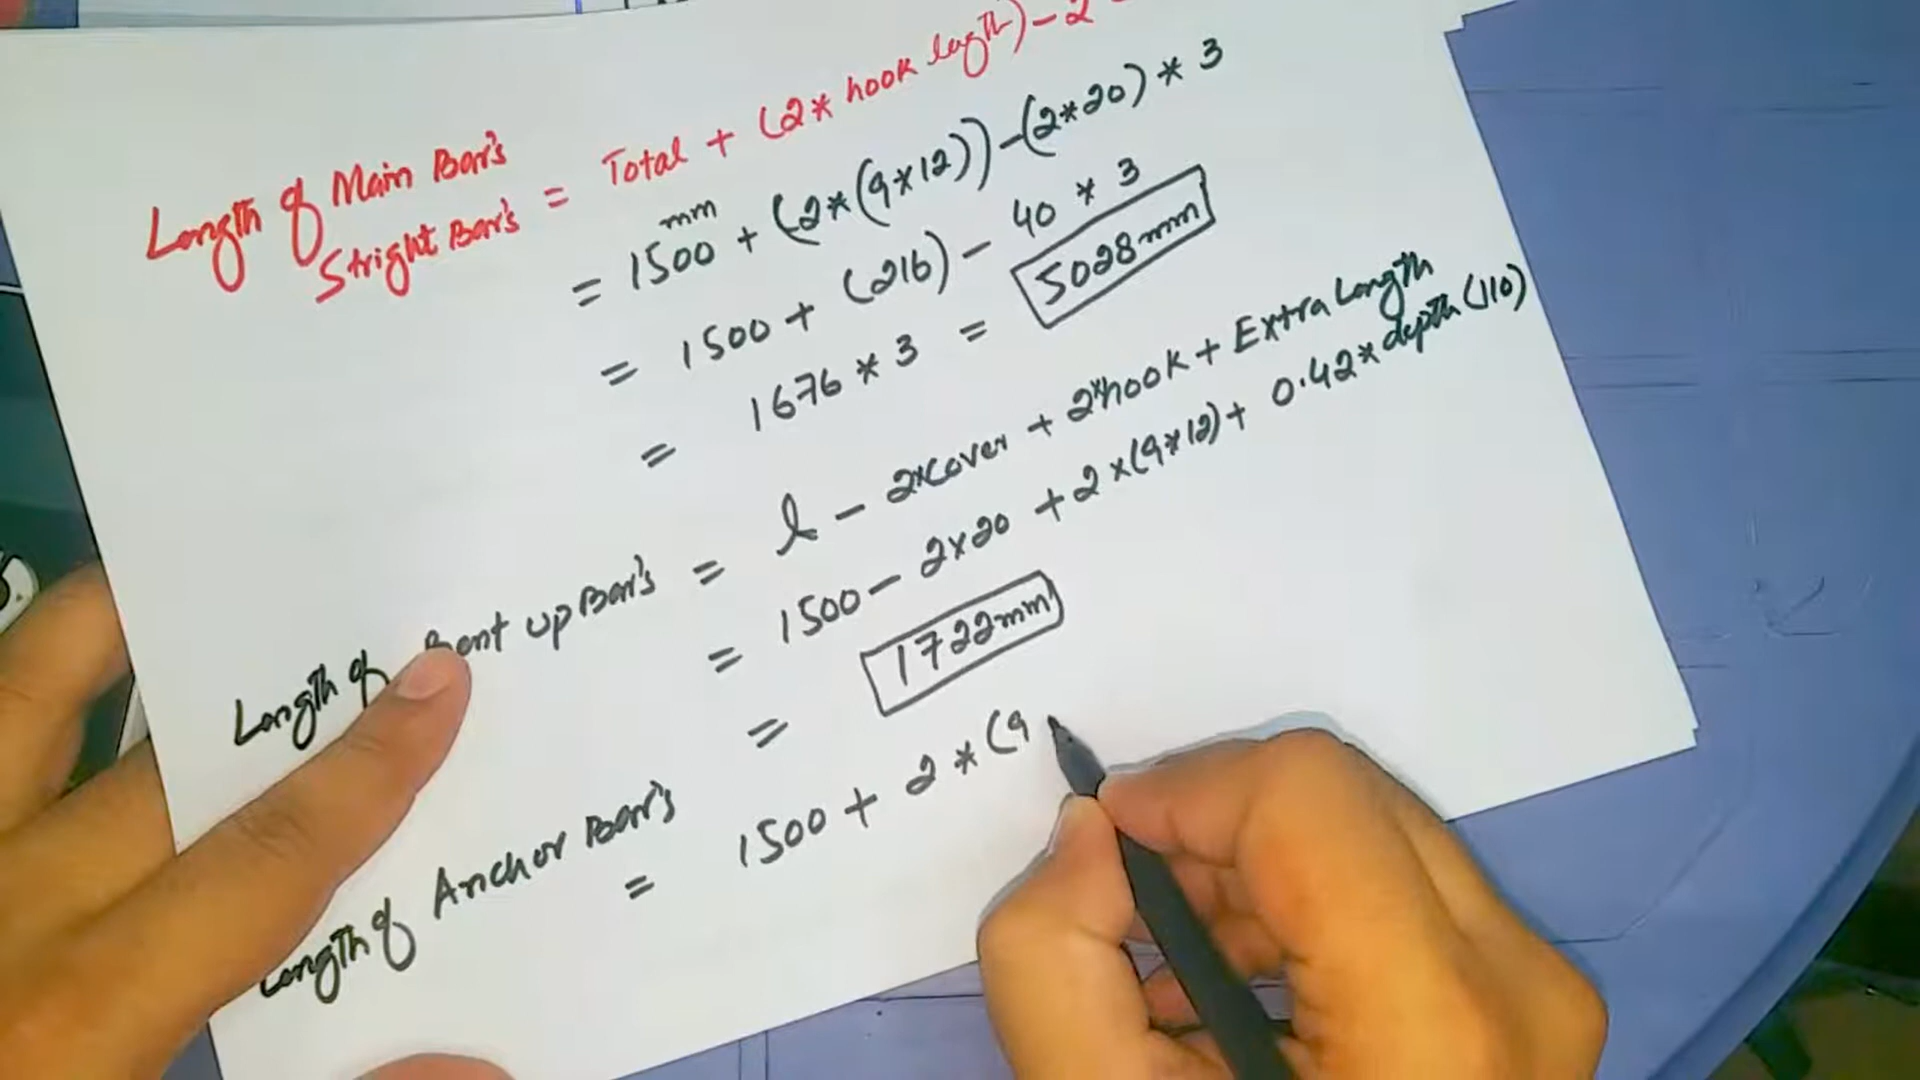 Length of Main Bar's
Stright Bar's = Total + (2* hook length) - 2
= 1500 mm + (2*(9x12)) - (2*20) * 3
= 1500 + (216) - 40 * 3
= 1676 * 3 = 5028mm
Length of Bent up Bar's = l - 2xCover + 2*hook + Extra Length
= 1500 - 2x20 + 2x(9*12) + 0.42* depth (110)
= 1722mm
Length of Anchor Bar's
= 1500 + 2 * (9